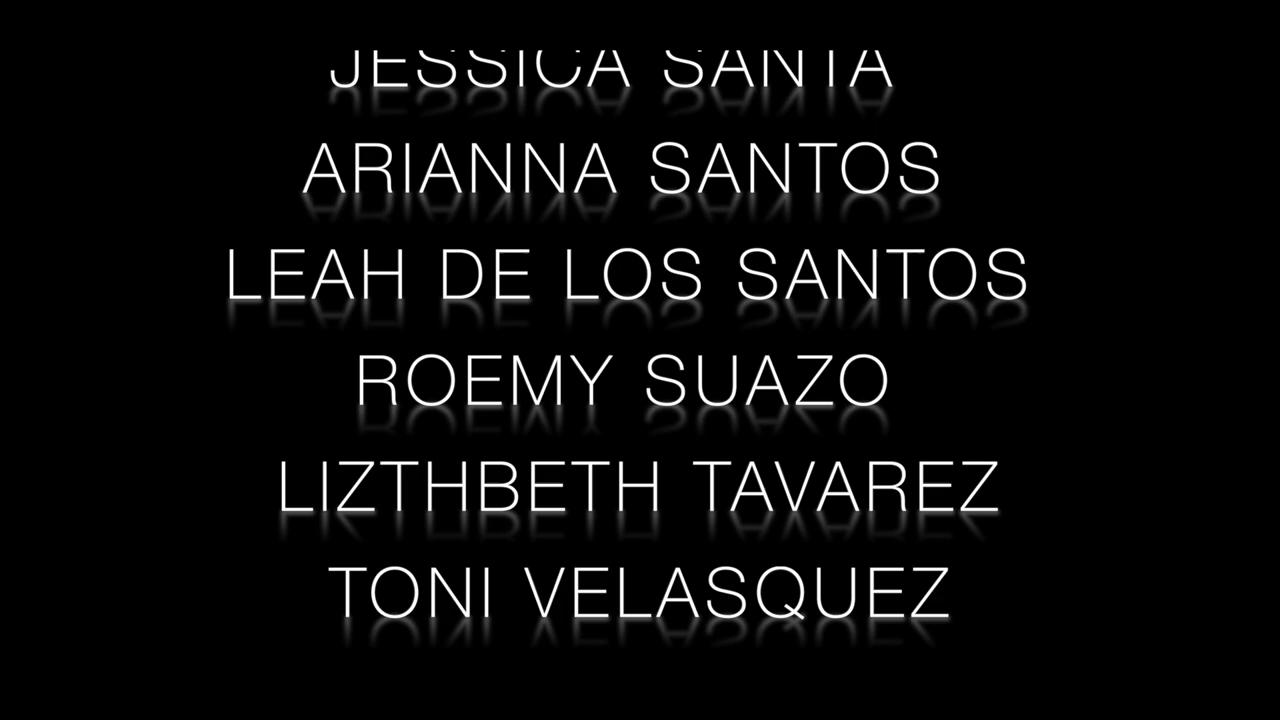 JESSICA SANTA
ARIANNA SANTOS
LEAH DE LOS SANTOS
ROEMY SUAZO
LIZTHBETH TAVAREZ
TONI VELASQUEZ